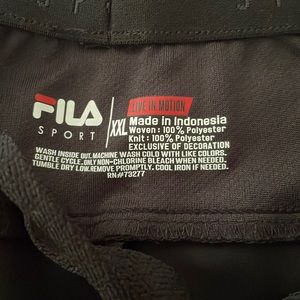 FILA
SPORT
XXL
LIVE IN MOTION
Made in Indonesia
Woven : 100% Polyester
Knit : 100% Polyester
EXCLUSIVE OF DECORATION
WASH INSIDE OUT. MACHINE WASH COLD WITH LIKE COLORS.
GENTLE CYCLE. ONLY NON-CHLORINE BLEACH WHEN NEEDED.
TUMBLE DRY LOW. REMOVE PROMPTLY. COOL IRON IF NEEDED.
RN#73277